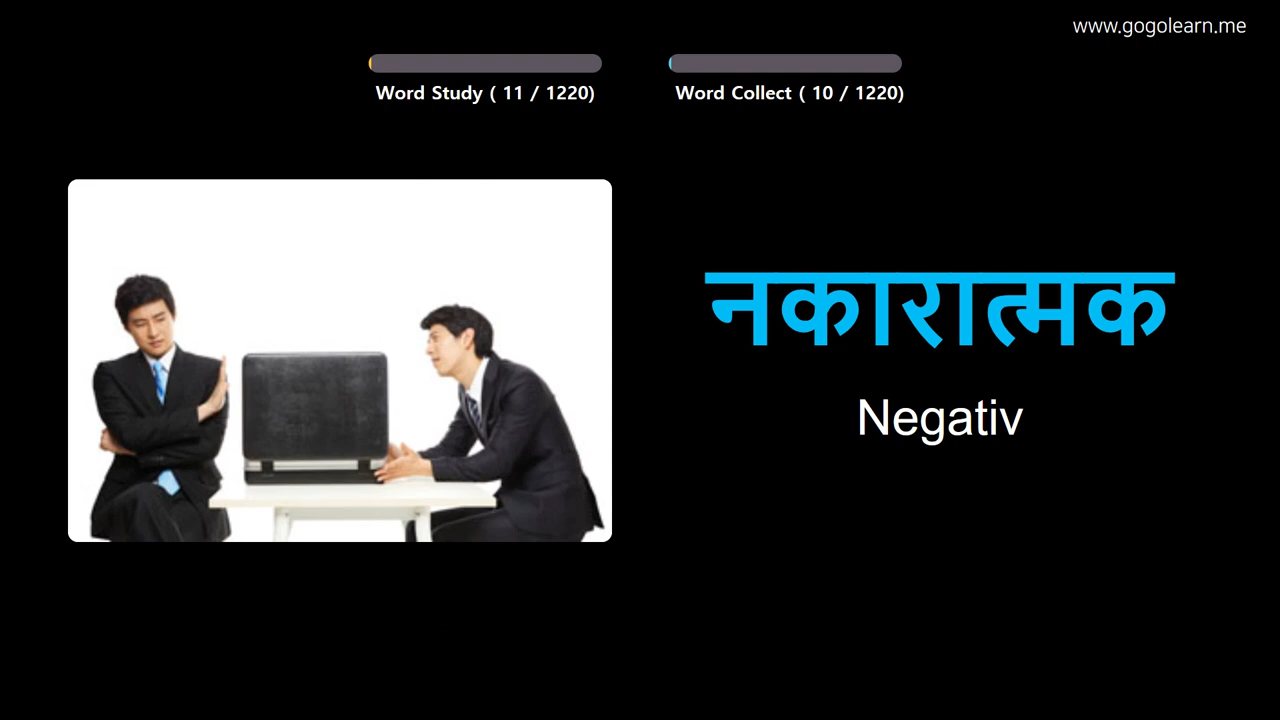 www.gogolearn.me
Word Study ( 11 / 1220)
Word Collect ( 10 / 1220)
नकारात्मक
Negativ